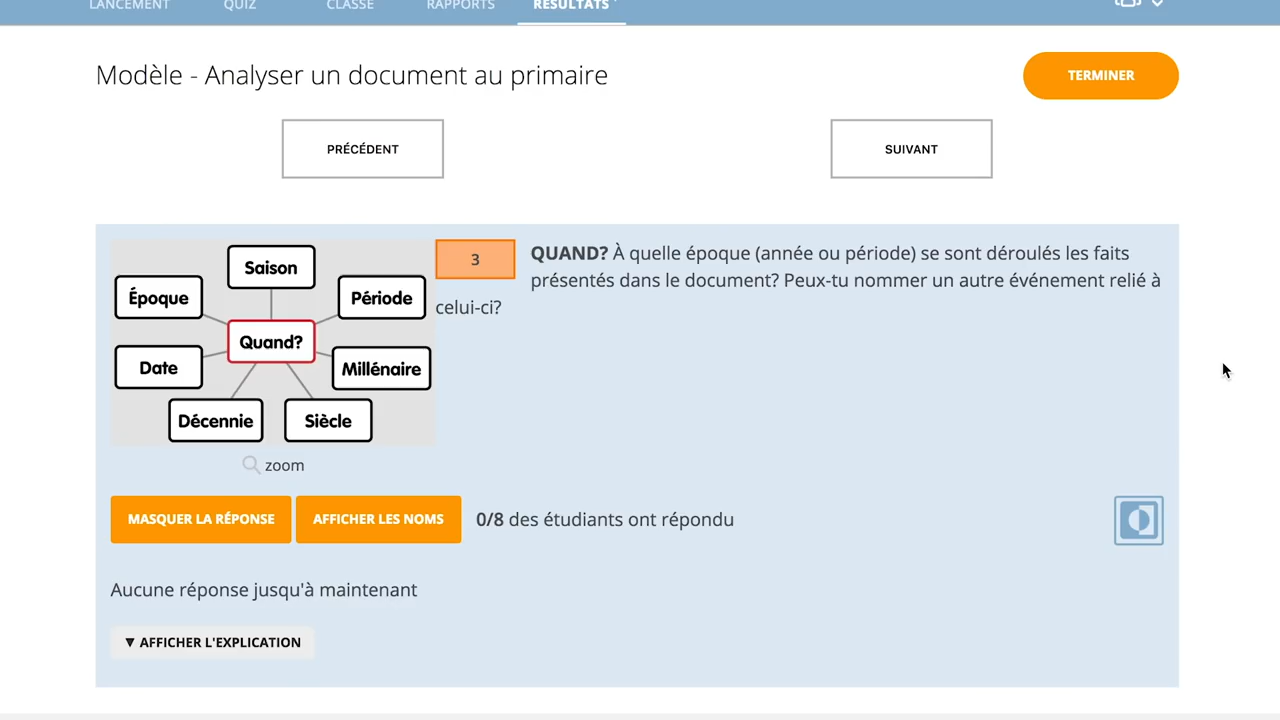 LANCEMENT QUIZ CLASSE RAPPORTS RÉSULTATS
Modèle - Analyser un document au primaire
TERMINER
PRÉCÉDENT
SUIVANT
Saison
Époque
Période
Quand?
Date
Millénaire
Décennie
Siècle
zoom
3
QUAND? À quelle époque (année ou période) se sont déroulés les faits
présentés dans le document? Peux-tu nommer un autre événement relié à
celui-ci?
MASQUER LA RÉPONSE
AFFICHER LES NOMS
0/8 des étudiants ont répondu
Aucune réponse jusqu'à maintenant
▼ AFFICHER L'EXPLICATION